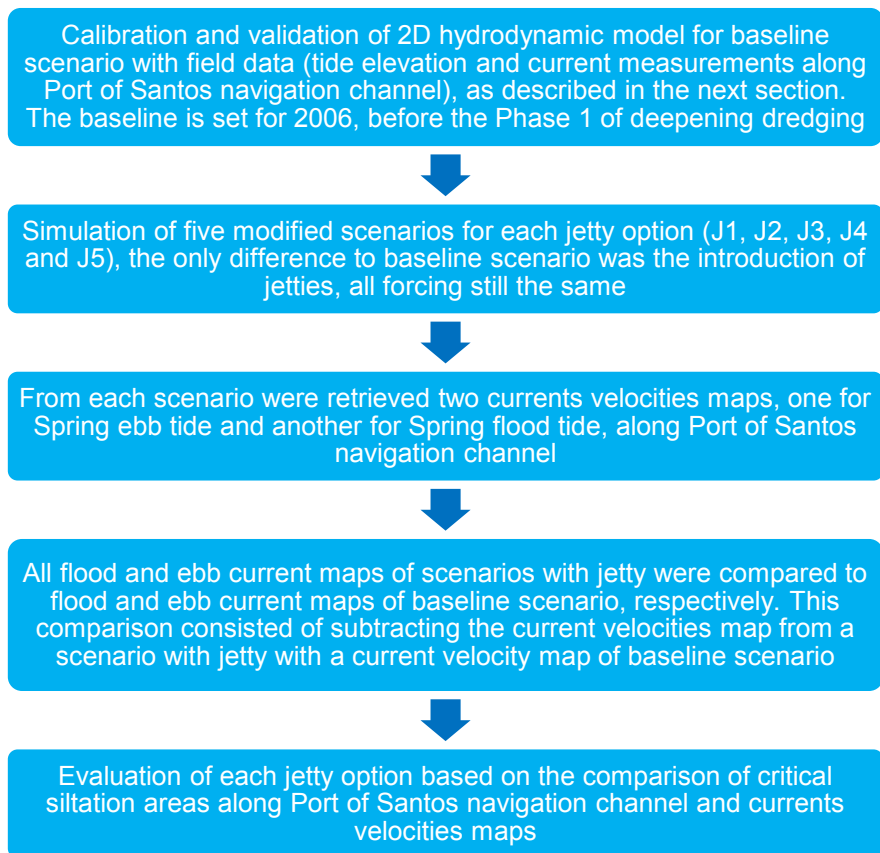 Calibration and validation of 2D hydrodynamic model for baseline
scenario with field data (tide elevation and current measurements along
Port of Santos navigation channel), as described in the next section.
The baseline is set for 2006, before the Phase 1 of deepening dredging
Simulation of five modified scenarios for each jetty option (J1, J2, J3, J4
and J5), the only difference to baseline scenario was the introduction of
jetties, all forcing still the same
From each scenario were retrieved two currents velocities maps, one for
Spring ebb tide and another for Spring flood tide, along Port of Santos
navigation channel
All flood and ebb current maps of scenarios with jetty were compared to
flood and ebb current maps of baseline scenario, respectively. This
comparison consisted of subtracting the current velocities map from a
scenario with jetty with a current velocity map of baseline scenario
Evaluation of each jetty option based on the comparison of critical
siltation areas along Port of Santos navigation channel and currents
velocities maps